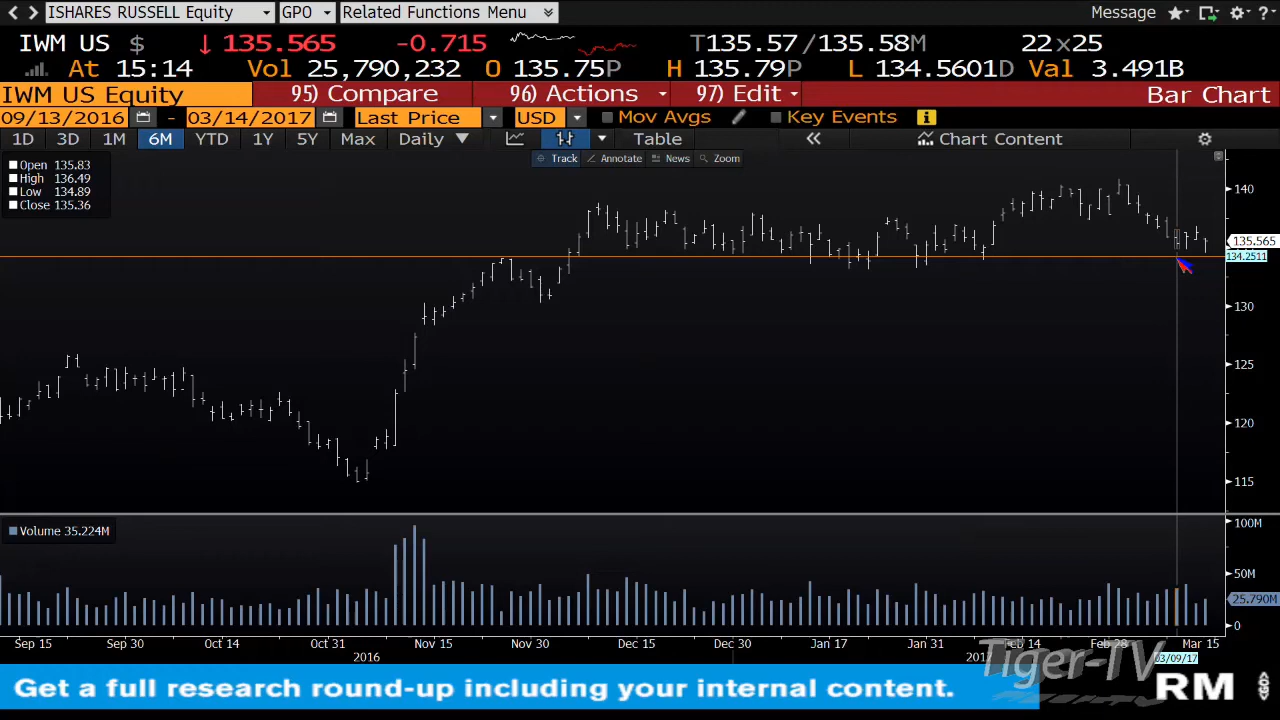 ISHARES RUSSELL Equity GPO Related Functions Menu Message ?
IWM US $ ↓ 135.565 -0.715 T135.57/135.58M 22x25
At 15:14 Vol 25,790,232 O 135.75P H 135.79P L 134.5601D Val 3.491B
IWM US Equity 95) Compare 96) Actions 97) Edit Bar Chart
09/13/2016 - 03/14/2017 Last Price USD Mov Avgs Key Events
1D 3D 1M 6M YTD 1Y 5Y Max Daily Table Chart Content
Track Annotate News Zoom
Open 135.83
High 136.49
Low 134.89
Close 135.36
140
135.565
134.2511
130
125
120
115
Volume 35.224M
100M
50M
25.790M
0
Sep 15 Sep 30 Oct 14 Oct 31 Nov 15 Nov 30 Dec 15 Dec 30 Jan 17 Jan 31 Feb 14 Feb 28 Mar 15
2016 2017 03/09/17
Tiger-TV
Get a full research round-up including your internal content. RM <GO>